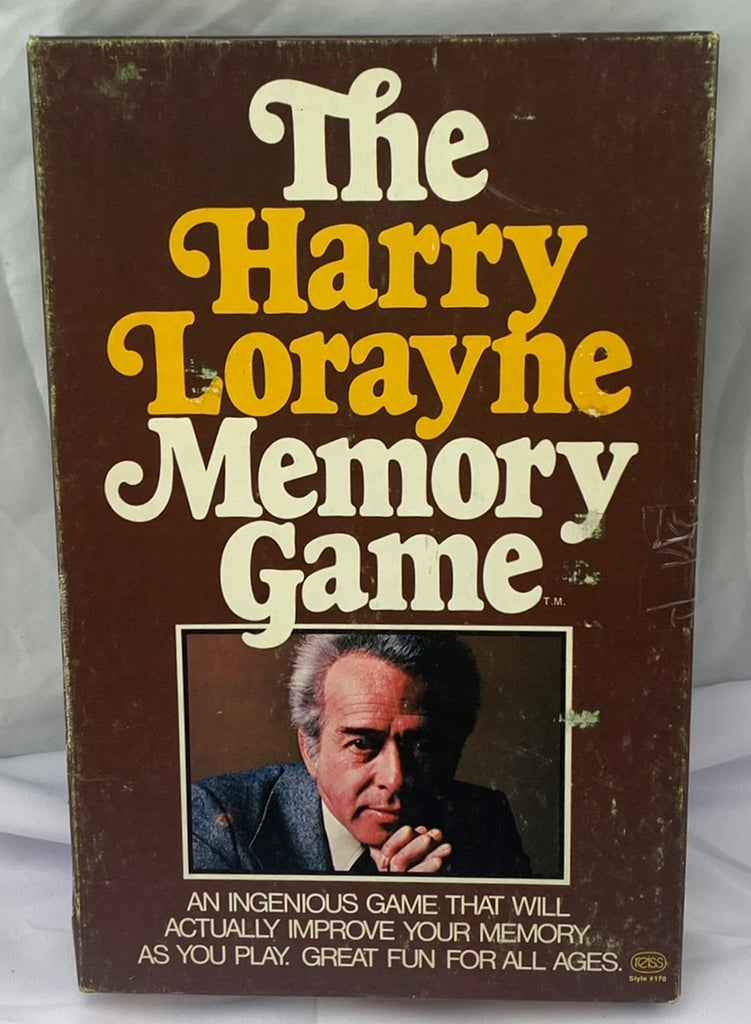 The
Harry
Lorayne
Memory
Game
T.M.
AN INGENIOUS GAME THAT WILL
ACTUALLY IMPROVE YOUR MEMORY
AS YOU PLAY. GREAT FUN FOR ALL AGES.
reiss
Style #170